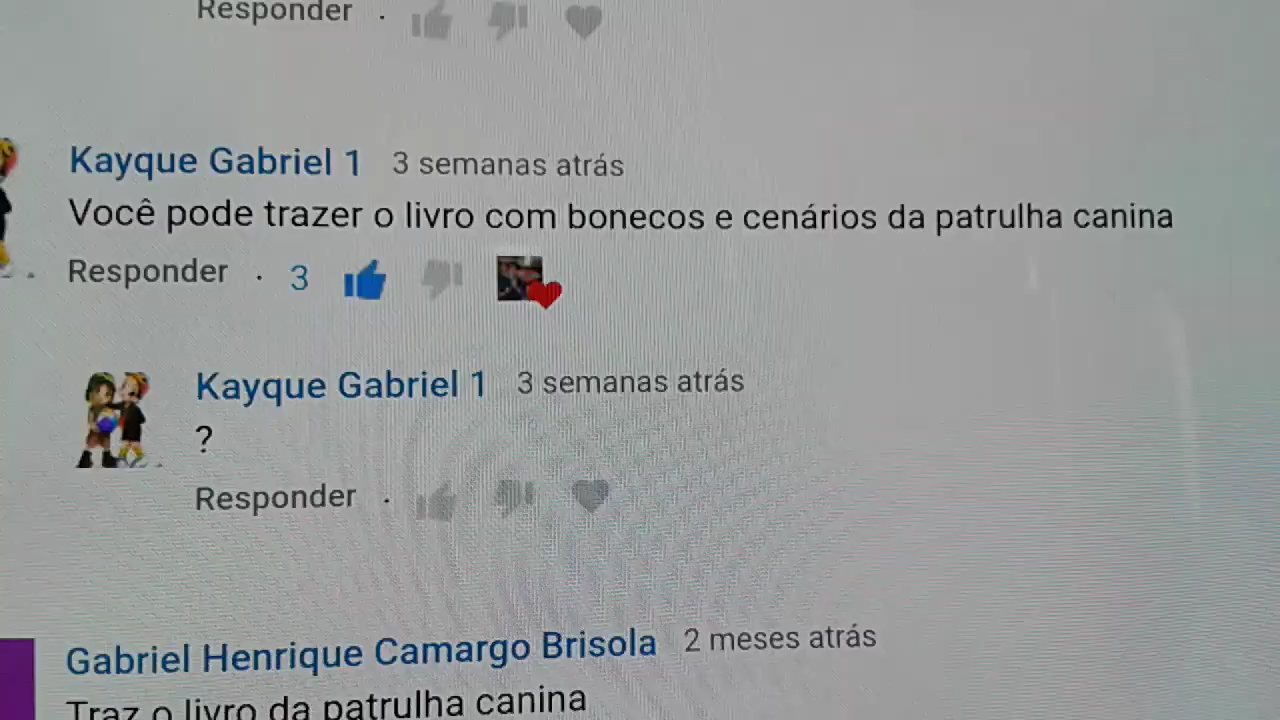 Responder .
Kayque Gabriel 1 3 semanas atrás
Você pode trazer o livro com bonecos e cenários da patrulha canina
Responder . 3
Kayque Gabriel 1 3 semanas atrás
?
Responder .
Gabriel Henrique Camargo Brisola 2 meses atrás
Traz o livro da patrulha canina